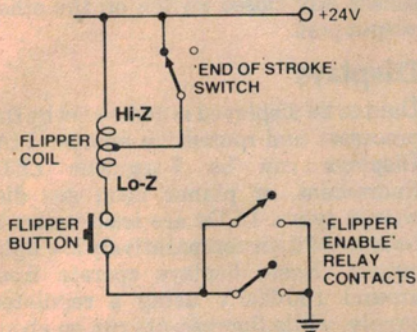 +24V
'END OF STROKE'
SWITCH
Hi-Z
FLIPPER
COIL
Lo-Z
FLIPPER
BUTTON
'FLIPPER
ENABLE'
RELAY
CONTACTS